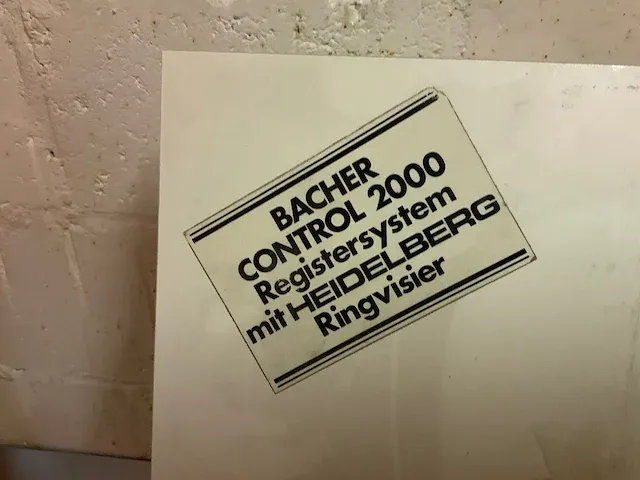 BACHER
CONTROL 2000
Registersystem
mit HEIDELBERG
Ringvisier